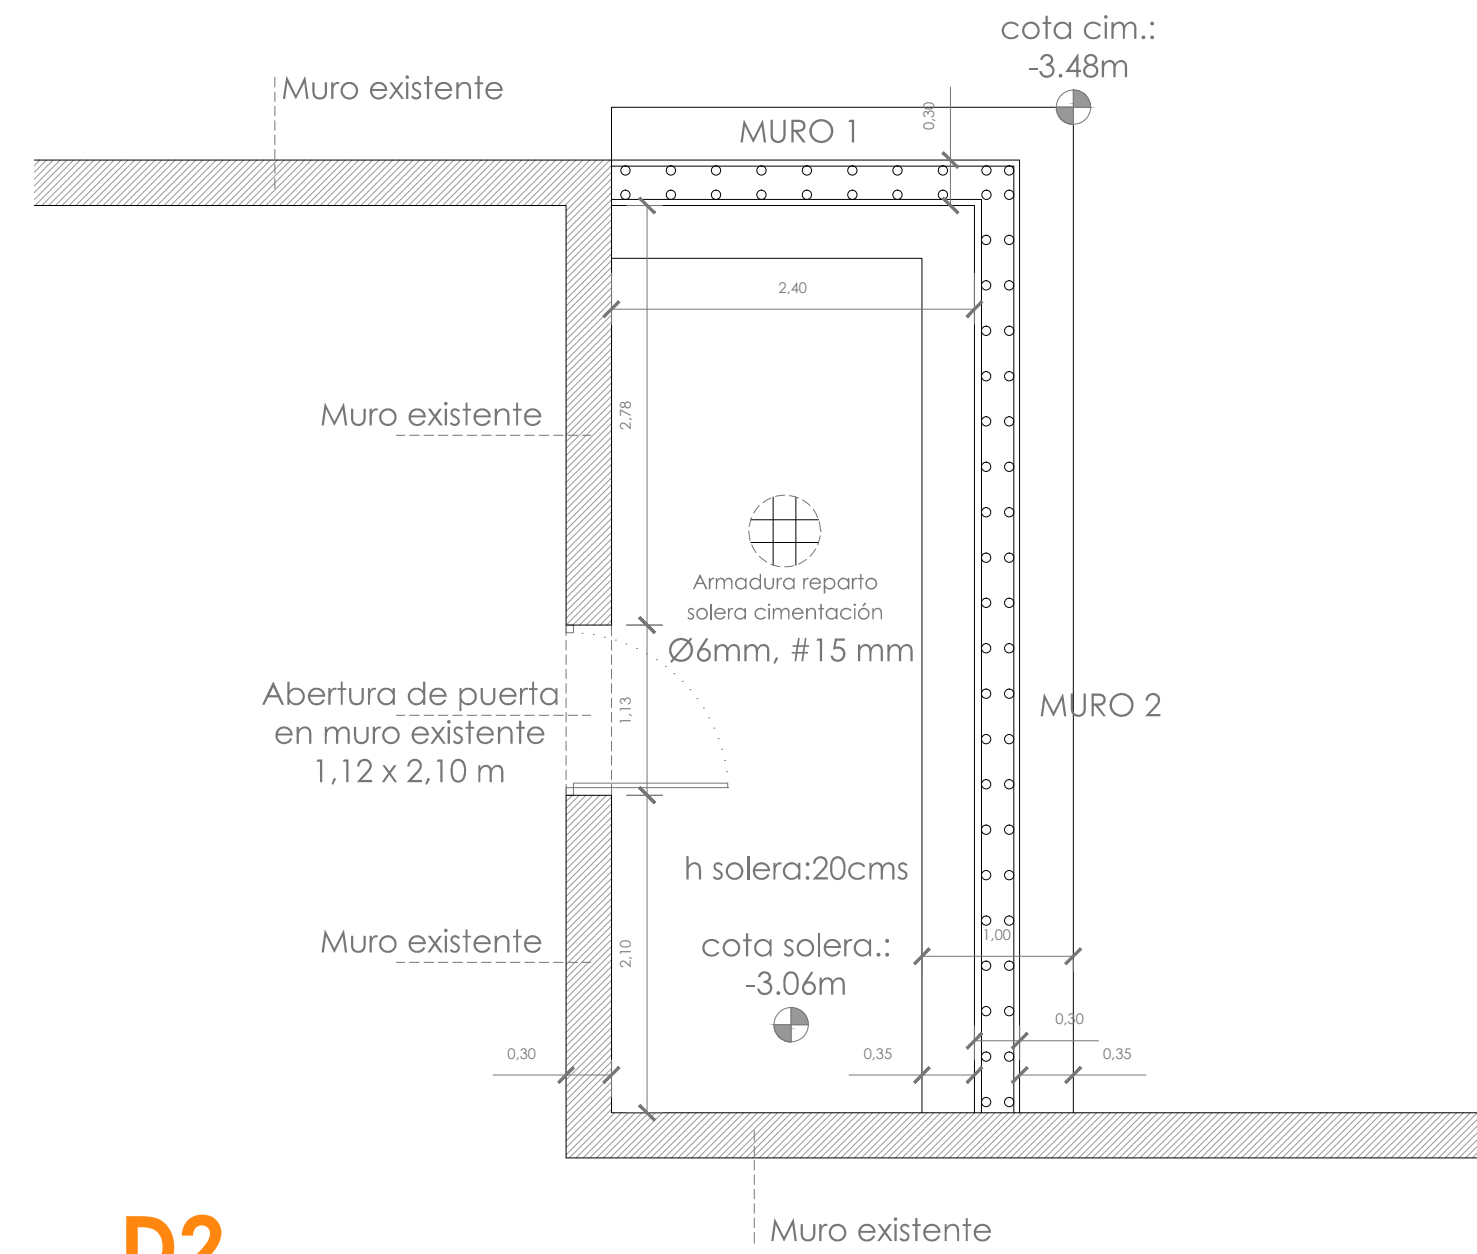 cota cim.:
-3.48m
Muro existente
0,30
MURO 1
2,40
Muro existente
2,78
Armadura reparto
solera cimentación
Ø6mm, #15 mm
Abertura de puerta
en muro existente
1,12 x 2,10 m
1,13
MURO 2
h solera:20cms
Muro existente
2,10
cota solera.:
-3.06m
1,00
0,30
0,30
0,35
0,35
Muro existente
D2